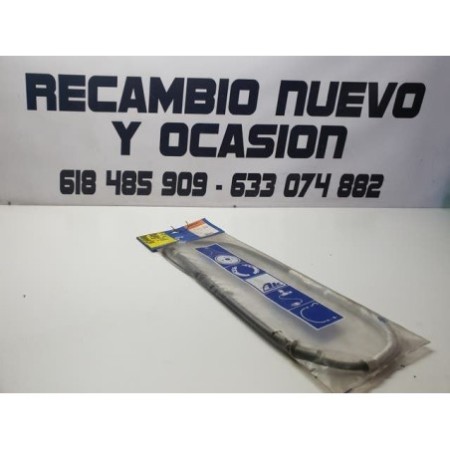 RECAMBIO NUEVO
Y OCASION
618 485 909 - 633 074 882